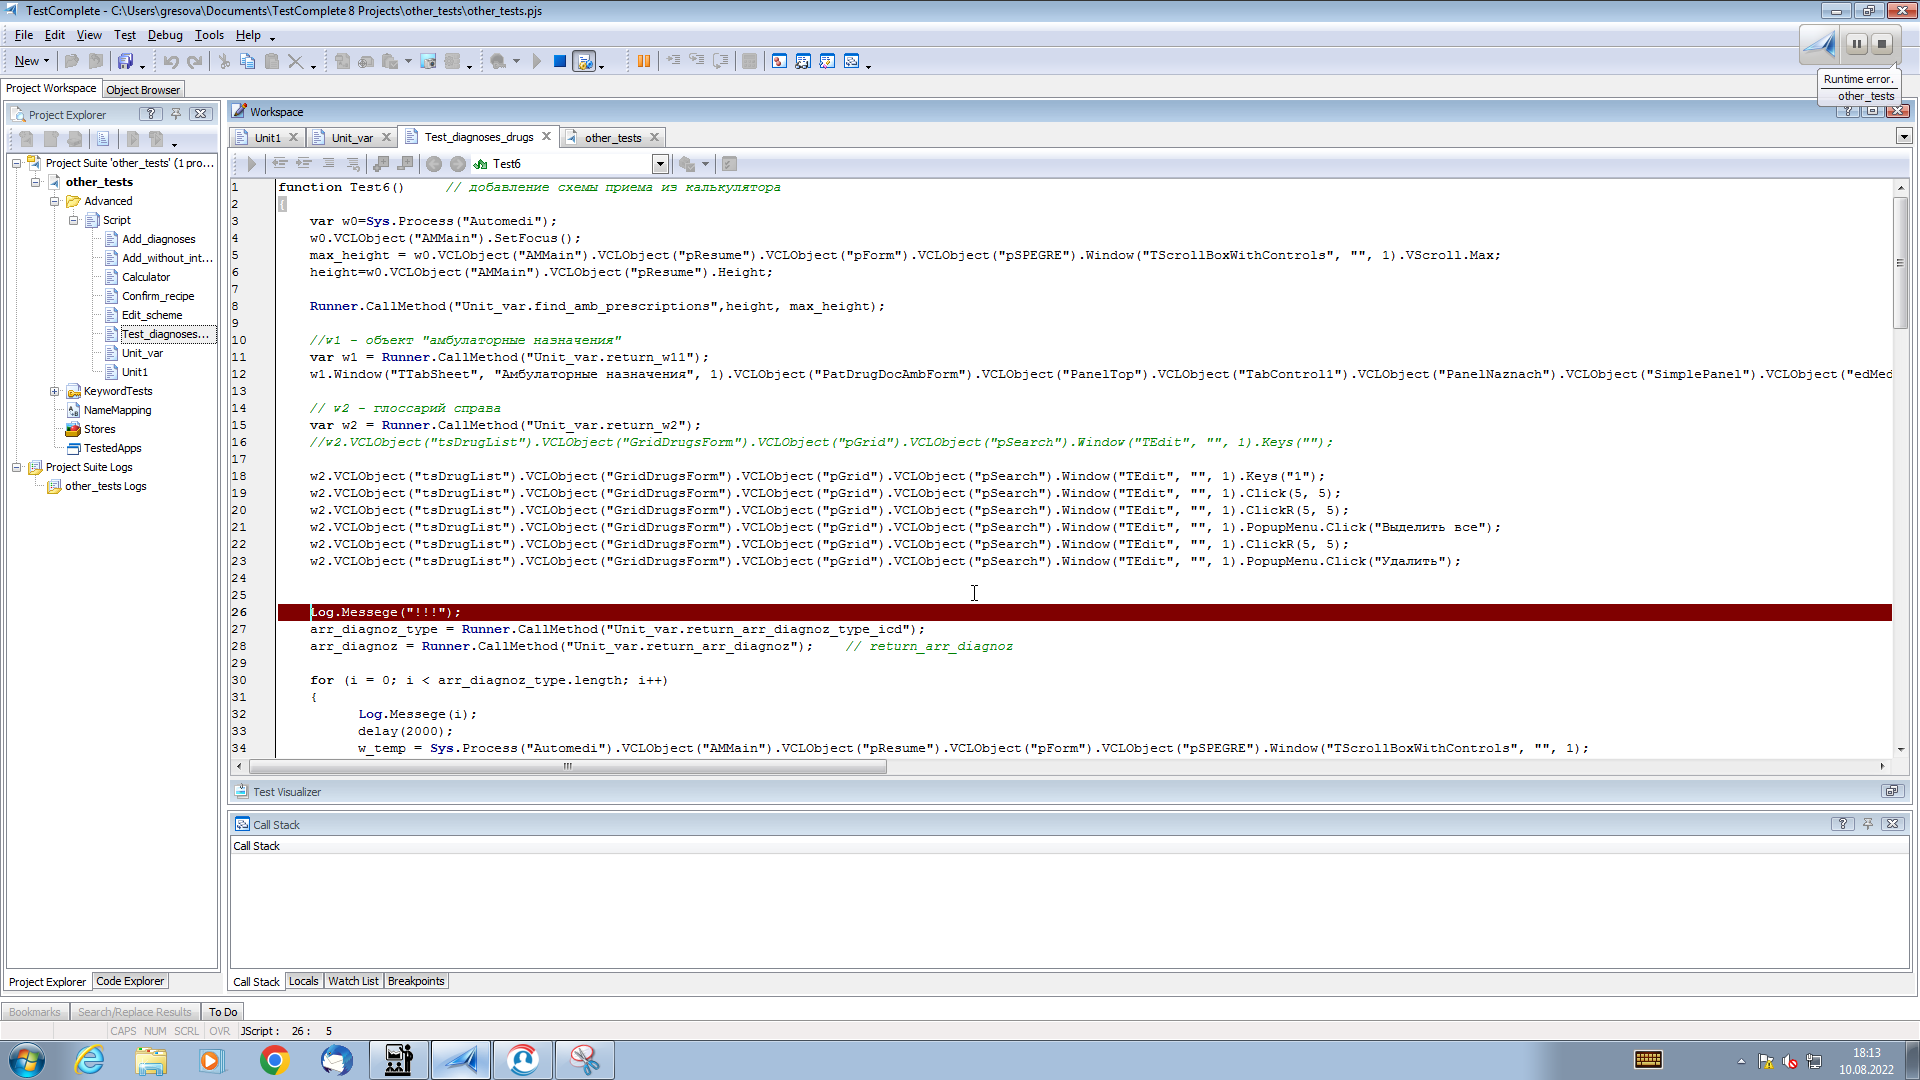 TestComplete - C:\Users\gresova\Documents\TestComplete 8 Projects\other_tests\other_tests.pjs
File Edit View Test Debug Tools Help
New
Runtime error.
other_tests
Project Workspace Object Browser
Project Explorer
Project Suite 'other_tests' (1 pro...
other_tests
Advanced
Script
Add_diagnoses
Add_without_int...
Calculator
Confirm_recipe
Edit_scheme
Test_diagnoses...
Unit_var
Unit1
KeywordTests
NameMapping
Stores
TestedApps
Project Suite Logs
other_tests Logs
Project Explorer Code Explorer
Workspace
Unit1 Unit_var Test_diagnoses_drugs other_tests
Test6
1 function Test6() // добавление схемы приема из калькулятора
2 {
3 var w0=Sys.Process("Automedi");
4 w0.VCLObject("AMMain").SetFocus();
5 max_height = w0.VCLObject("AMMain").VCLObject("pResume").VCLObject("pForm").VCLObject("pSPEGRE").Window("TScrollBoxWithControls", "", 1).VScroll.Max;
6 height=w0.VCLObject("AMMain").VCLObject("pResume").Height;
7
8 Runner.CallMethod("Unit_var.find_amb_prescriptions",height, max_height);
9
10 //w1 - объект "амбулаторные назначения"
11 var w1 = Runner.CallMethod("Unit_var.return_w11");
12 w1.Window("TTabSheet", "Амбулаторные назначения", 1).VCLObject("PatDrugDocAmbForm").VCLObject("PanelTop").VCLObject("TabControl1").VCLObject("PanelNaznach").VCLObject("SimplePanel").VCLObject("edMed
13
14 // w2 - глоссарий справа
15 var w2 = Runner.CallMethod("Unit_var.return_w2");
16 //w2.VCLObject("tsDrugList").VCLObject("GridDrugsForm").VCLObject("pGrid").VCLObject("pSearch").Window("TEdit", "", 1).Keys("");
17
18 w2.VCLObject("tsDrugList").VCLObject("GridDrugsForm").VCLObject("pGrid").VCLObject("pSearch").Window("TEdit", "", 1).Keys("1");
19 w2.VCLObject("tsDrugList").VCLObject("GridDrugsForm").VCLObject("pGrid").VCLObject("pSearch").Window("TEdit", "", 1).Click(5, 5);
20 w2.VCLObject("tsDrugList").VCLObject("GridDrugsForm").VCLObject("pGrid").VCLObject("pSearch").Window("TEdit", "", 1).ClickR(5, 5);
21 w2.VCLObject("tsDrugList").VCLObject("GridDrugsForm").VCLObject("pGrid").VCLObject("pSearch").Window("TEdit", "", 1).PopupMenu.Click("Выделить все");
22 w2.VCLObject("tsDrugList").VCLObject("GridDrugsForm").VCLObject("pGrid").VCLObject("pSearch").Window("TEdit", "", 1).ClickR(5, 5);
23 w2.VCLObject("tsDrugList").VCLObject("GridDrugsForm").VCLObject("pGrid").VCLObject("pSearch").Window("TEdit", "", 1).PopupMenu.Click("Удалить");
24
25
26 Log.Messege("!!!");
27 arr_diagnoz_type = Runner.CallMethod("Unit_var.return_arr_diagnoz_type_icd");
28 arr_diagnoz = Runner.CallMethod("Unit_var.return_arr_diagnoz"); // return_arr_diagnoz
29
30 for (i = 0; i < arr_diagnoz_type.length; i++)
31 {
32 Log.Messege(i);
33 delay(2000);
34 w_temp = Sys.Process("Automedi").VCLObject("AMMain").VCLObject("pResume").VCLObject("pForm").VCLObject("pSPEGRE").Window("TScrollBoxWithControls", "", 1);
Test Visualizer
Call Stack
Call Stack
Call Stack Locals Watch List Breakpoints
Bookmarks Search/Replace Results To Do
CAPS NUM SCRL OVR JScript : 26 : 5
18:13
10.08.2022